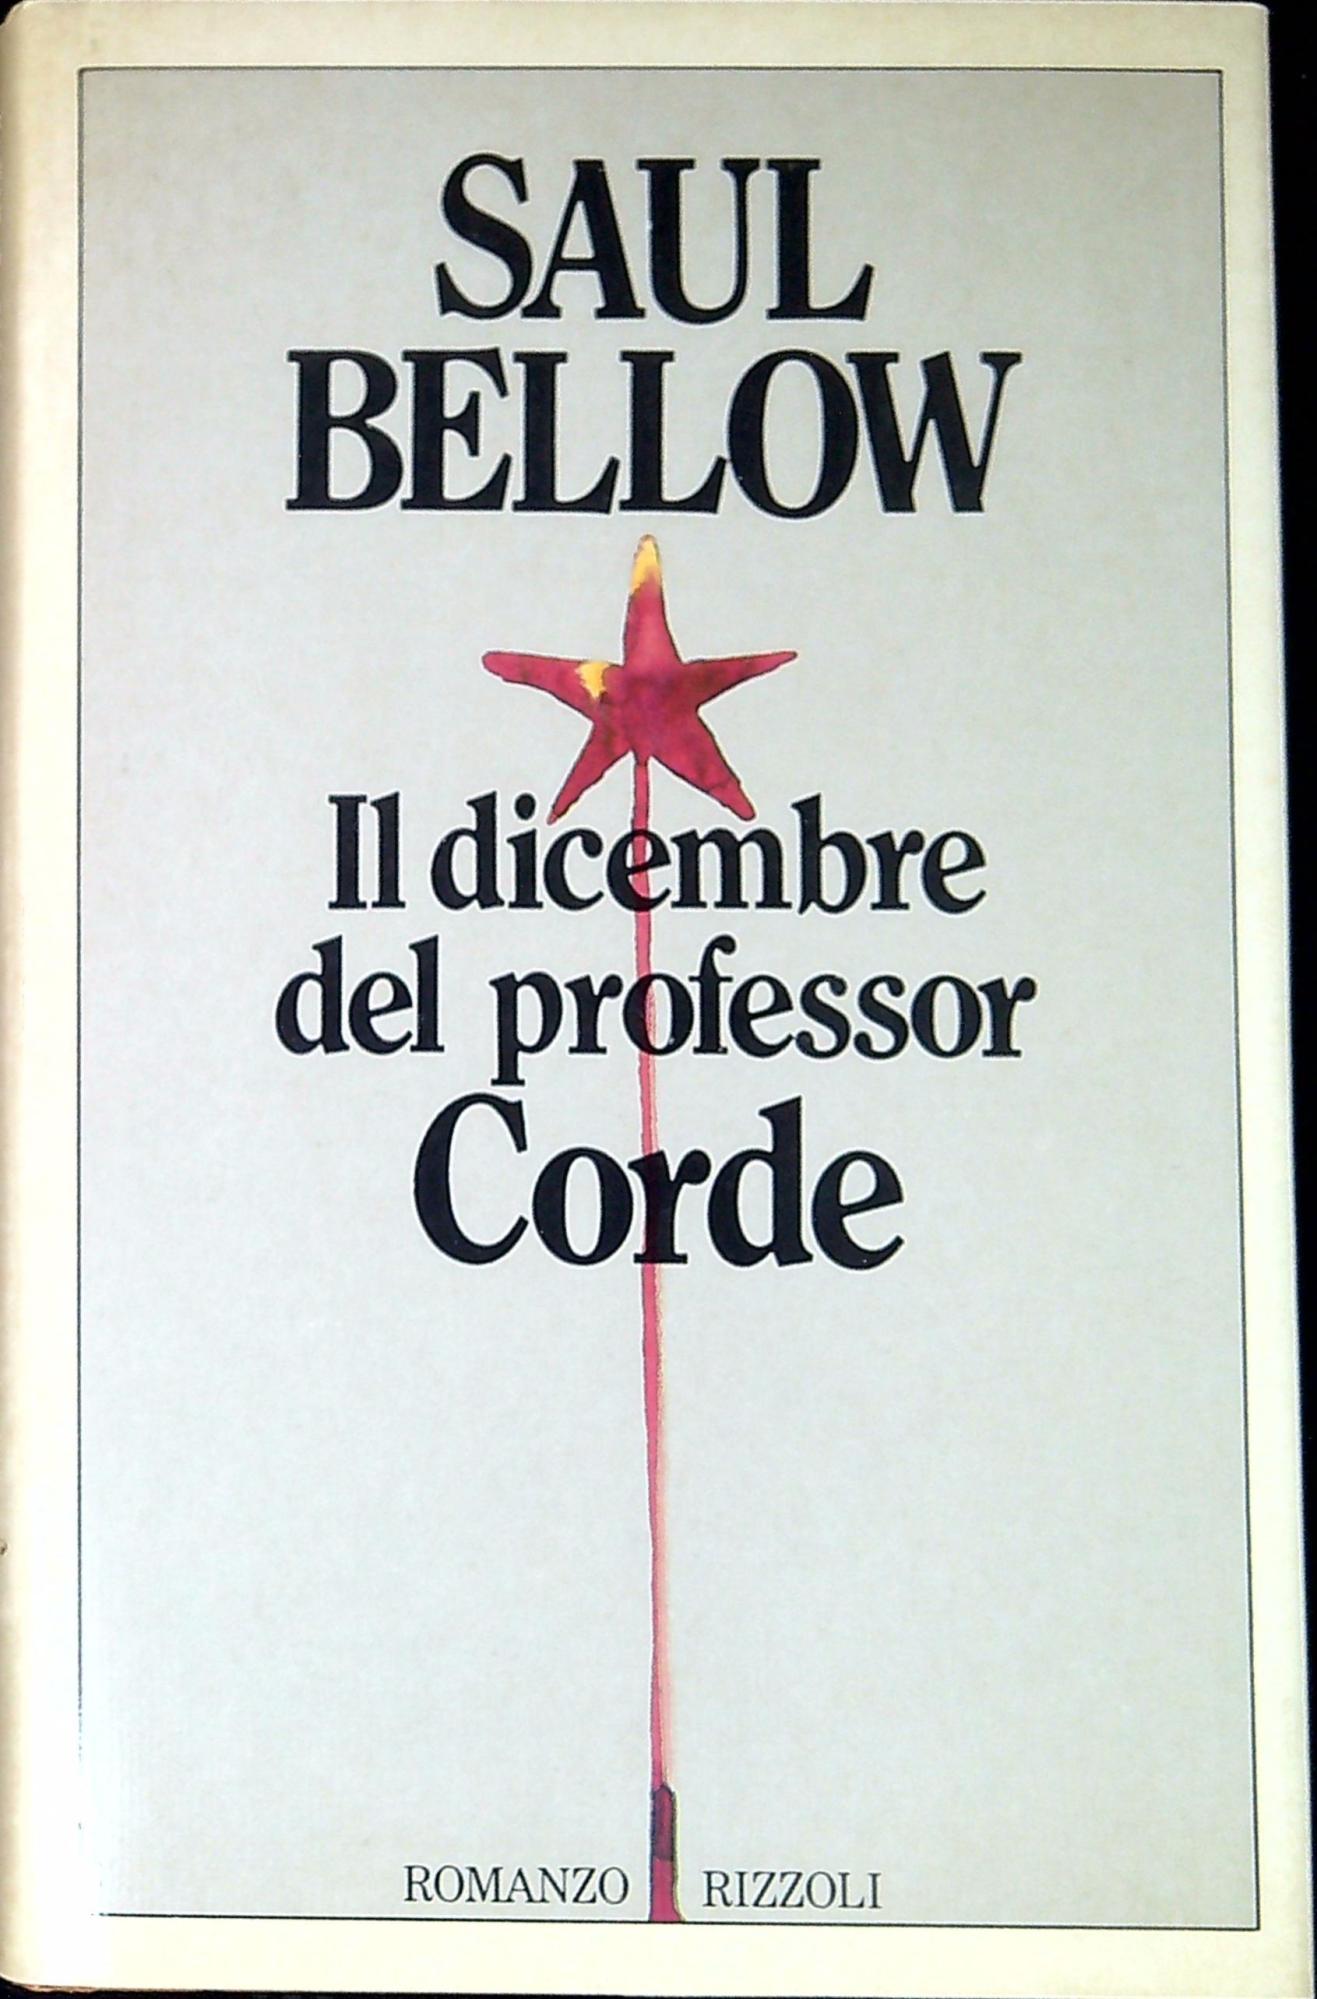 SAUL
BELLOW
Il dicembre
del professor
Corde
ROMANZO RIZZOLI